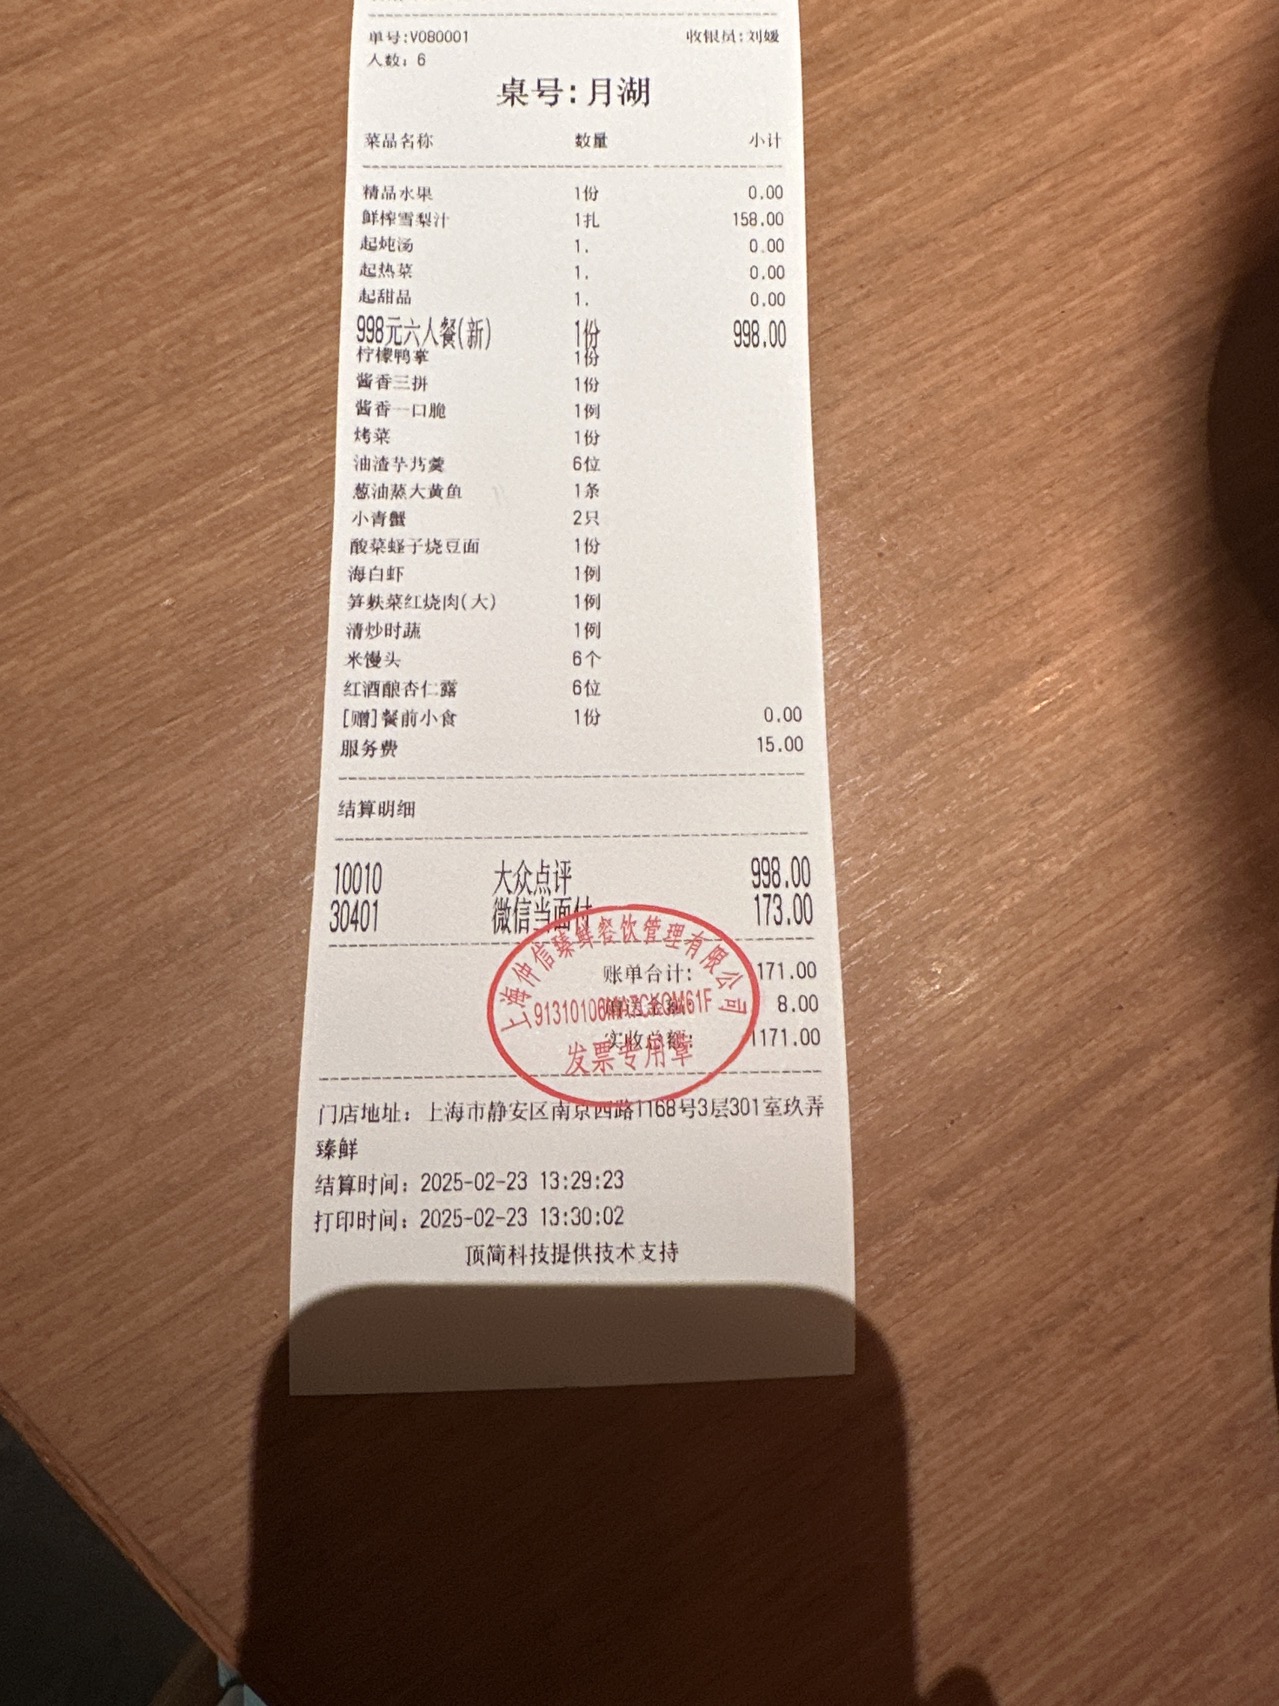 单号:V080001 收银员:刘媛
人数: 6
桌号:月湖
菜品名称 数量 小计
精品水果 1份 0.00
鲜榨雪梨汁 1扎 158.00
起炖汤 1. 0.00
起热菜 1. 0.00
起甜品 1. 0.00
998元六人餐(新) 1份 998.00
柠檬鸭掌 1份
酱香三拼 1份
酱香一口脆 1例
烤菜 1份
油渣芋艿羹 6位
葱油蒸大黄鱼 1条
小青蟹 2只
酸菜蛏子烧豆面 1份
海白虾 1例
笋麸菜红烧肉(大) 1例
清炒时蔬 1例
米馒头 6个
红酒酿杏仁露 6位
[赠]餐前小食 1份 0.00
服务费 15.00
结算明细
10010 大众点评 998.00
30401 微信当面付 173.00
上海仲信臻鲜餐饮管理有限公司
账单合计: 171.00
8.00
实收总额: 1171.00
发票专用章
门店地址: 上海市静安区南京西路1168号3层301室玖弄
臻鲜
结算时间: 2025-02-23 13:29:23
打印时间: 2025-02-23 13:30:02
顶简科技提供技术支持